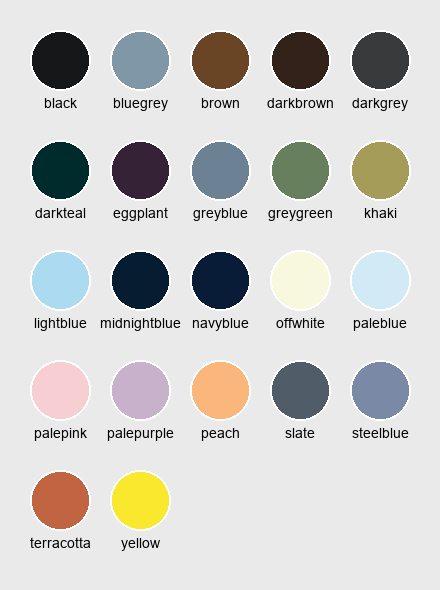 black bluegrey brown darkbrown darkgrey
darkteal eggplant greyblue greygreen khaki
lightblue midnightblue navyblue offwhite paleblue
palepink palepurple peach slate steelblue
terracotta yellow